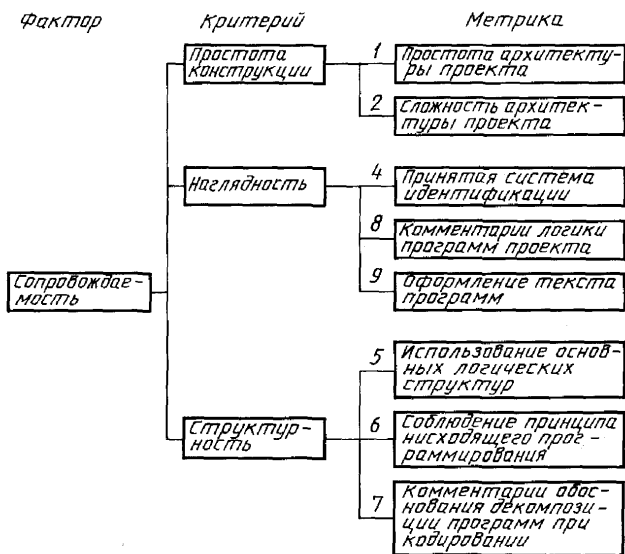 Фактор
Критерий
Метрика
Простота
конструкции
1
Простота архитекту-
ры проекта
2
Сложность архитек-
туры проекта
Наглядность
4
Принятая система
идентификации
8
Комментарии логики
программ проекта
9
Оформление текста
программ
Сопровождае-
мость
Структур-
ность
5
Использование основ-
ных логических
структур
6
Соблюдение принципа
нисходящего прог-
раммирования
7
Комментарии обос-
нования декомпози-
ции программ при
кодировании